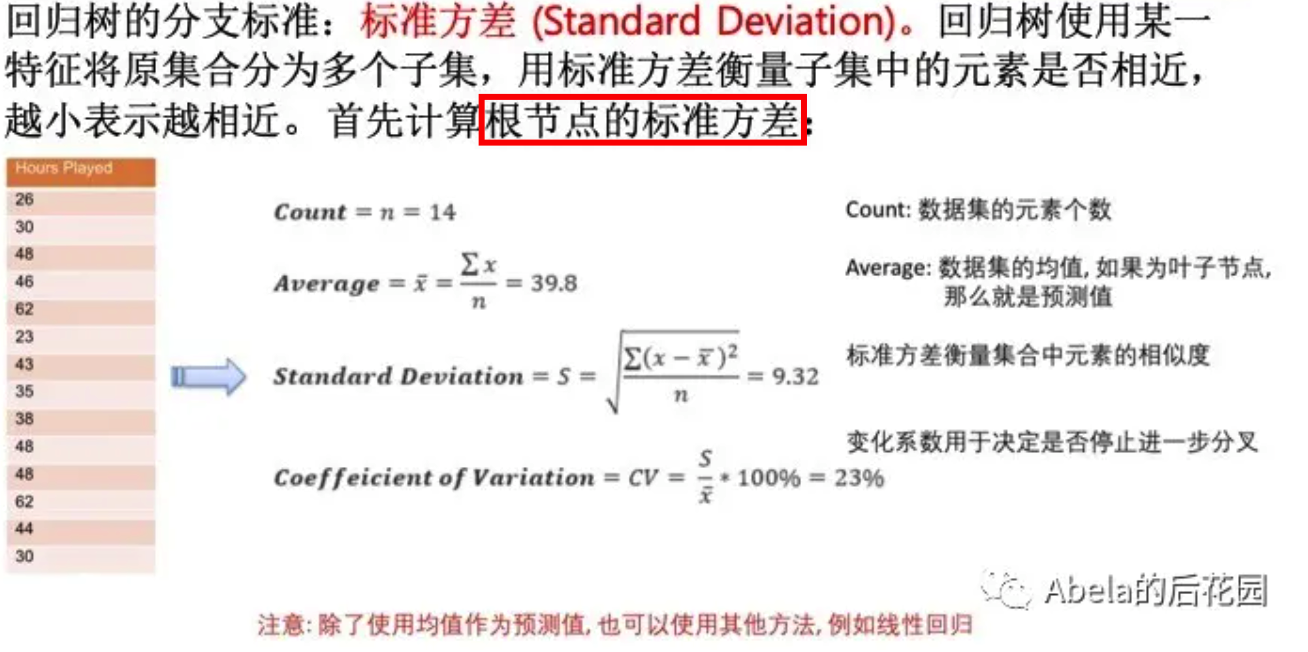 回归树的分支标准：标准方差 (Standard Deviation)。回归树使用某一
特征将原集合分为多个子集，用标准方差衡量子集中的元素是否相近，
越小表示越相近。首先计算根节点的标准方差：
Hours Played
26
30
48
46
62
23
43
35
38
48
48
62
44
30
Count = n = 14
Average = x̄ = ∑x / n = 39.8
Standard Deviation = S = √(∑(x − x̄)² / n) = 9.32
Coeffeicient of Variation = CV = S / x̄ * 100% = 23%
Count: 数据集的元素个数
Average: 数据集的均值, 如果为叶子节点,
那么就是预测值
标准方差衡量集合中元素的相似度
变化系数用于决定是否停止进一步分叉
Abela的后花园
注意: 除了使用均值作为预测值, 也可以使用其他方法, 例如线性回归